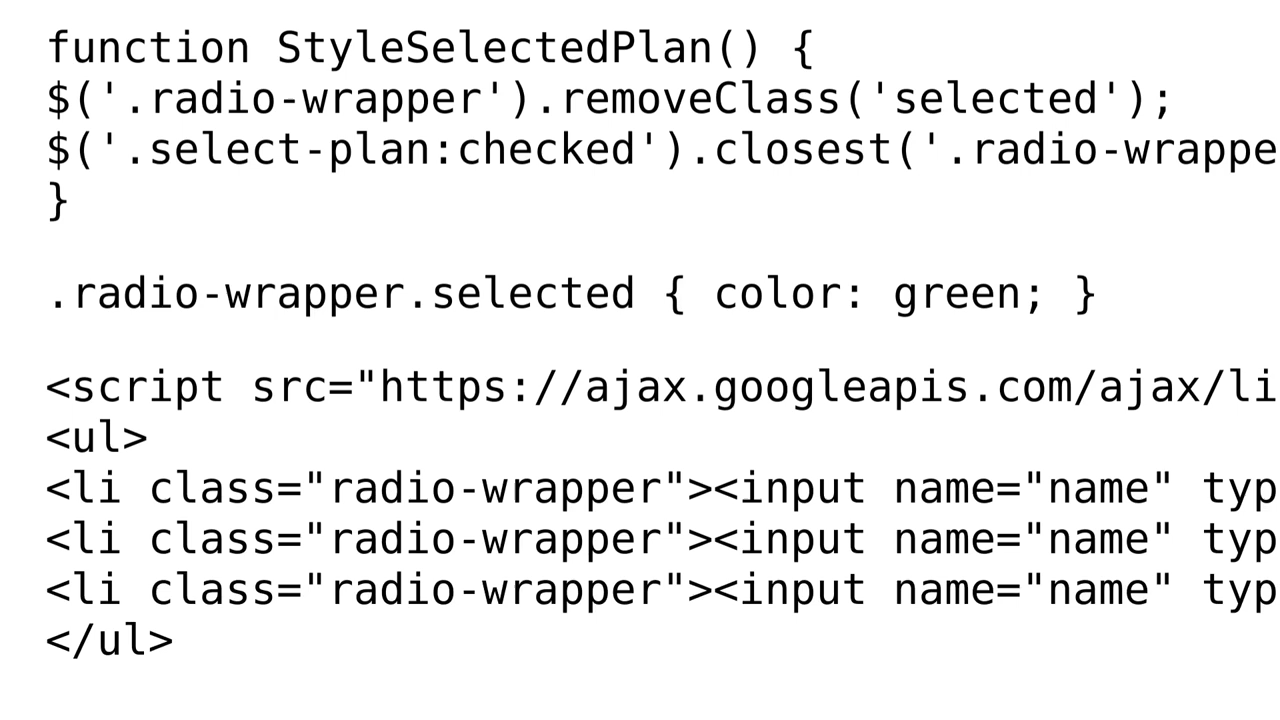 function StyleSelectedPlan() {
$('.radio-wrapper').removeClass('selected');
$('.select-plan:checked').closest('.radio-wrappe
}
.radio-wrapper.selected { color: green; }
<script src="https://ajax.googleapis.com/ajax/li
<ul>
<li class="radio-wrapper"><input name="name" typ
<li class="radio-wrapper"><input name="name" typ
<li class="radio-wrapper"><input name="name" typ
</ul>